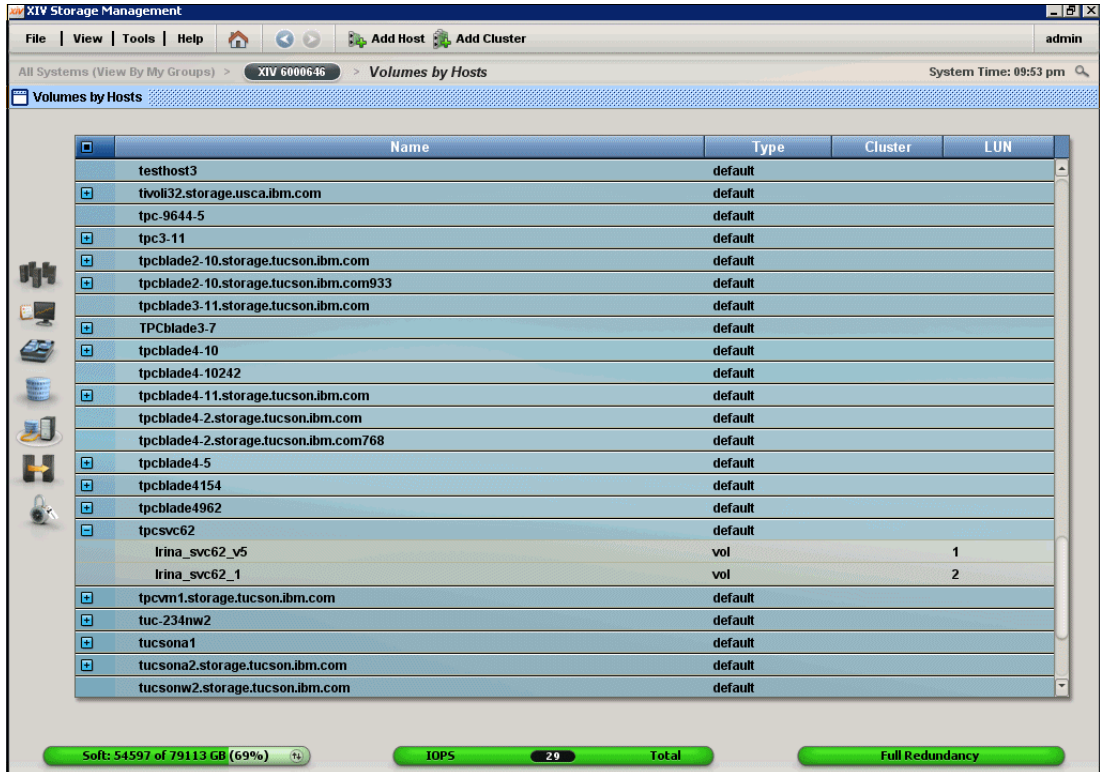 XIV XIV Storage Management
File | View | Tools | Help Add Host Add Cluster admin
All Systems (View By My Groups) > XIV 6000646 > Volumes by Hosts System Time: 09:53 pm
Volumes by Hosts
Name Type Cluster LUN
testhost3 default
tivoli32.storage.usca.ibm.com default
tpc-9644-5 default
tpc3-11 default
tpcblade2-10.storage.tucson.ibm.com default
tpcblade2-10.storage.tucson.ibm.com933 default
tpcblade3-11.storage.tucson.ibm.com default
TPCblade3-7 default
tpcblade4-10 default
tpcblade4-10242 default
tpcblade4-11.storage.tucson.ibm.com default
tpcblade4-2.storage.tucson.ibm.com default
tpcblade4-2.storage.tucson.ibm.com768 default
tpcblade4-5 default
tpcblade4154 default
tpcblade4962 default
tpcsvc62 default
Irina_svc62_v5 vol 1
Irina_svc62_1 vol 2
tpcvm1.storage.tucson.ibm.com default
tuc-234nw2 default
tucsona1 default
tucsona2.storage.tucson.ibm.com default
tucsonw2.storage.tucson.ibm.com default
Soft: 54597 of 79113 GB (69%) IOPS 29 Total Full Redundancy